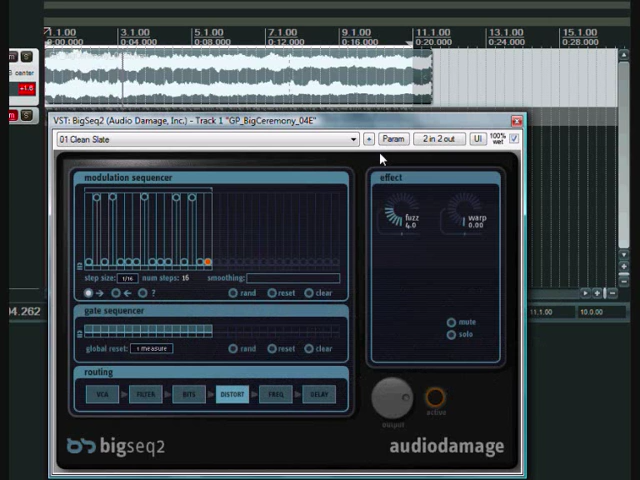 1.1.00 3.1.00 5.1.00 7.1.00 9.1.00 11.1.00 13.1.00 15.1.00
0:00.000 0:04.000 0:08.000 0:12.000 0:16.000 0:20.000 0:24.000 0:28.000
center
VST: BigSeq2 (Audio Damage, Inc.) - Track 1 "GP_BigCeremony_04E"
01 Clean Slate + Param 2 in 2 out UI 100% wet
modulation sequencer
step size: 1/16 num steps: 16 smoothing:
? rand reset clear
gate sequencer
global reset: 1 measure rand reset clear
routing
VCA FILTER BITS DISTORT FREQ DELAY
effect
fuzz 4.0
warp 0.00
mute
solo
output active
bigseq2 audiodamage
04.262
11.1.00 10.0.00